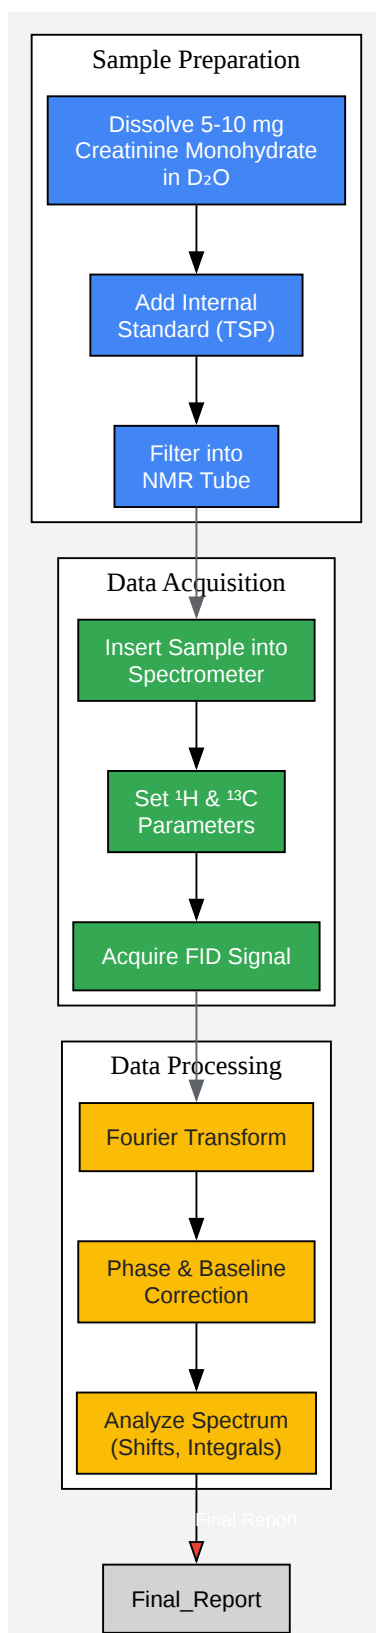 Sample Preparation
Dissolve 5-10 mg
Creatinine Monohydrate
in D₂O
Add Internal
Standard (TSP)
Filter into
NMR Tube
Data Acquisition
Insert Sample into
Spectrometer
Set ¹H & ¹³C
Parameters
Acquire FID Signal
Data Processing
Fourier Transform
Phase & Baseline
Correction
Analyze Spectrum
(Shifts, Integrals)
Final Report
Final_Report